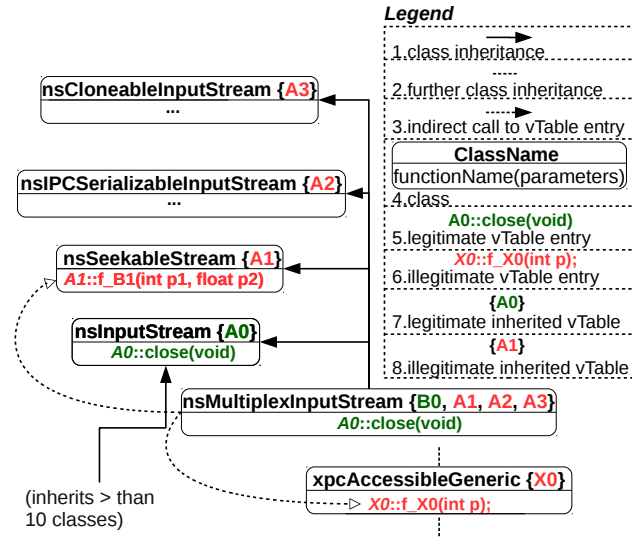 Legend
1.class inheritance
2.further class inheritance
3.indirect call to vTable entry
ClassName
functionName(parameters)
4.class
A0::close(void)
5.legitimate vTable entry
X0::f_X0(int p);
6.illegitimate vTable entry
{A0}
7.legitimate inherited vTable
{A1}
8.illegitimate inherited vTable
nsCloneableInputStream {A3}
...
nsIPCSerializableInputStream {A2}
...
nsSeekableStream {A1}
A1::f_B1(int p1, float p2)
nsInputStream {A0}
A0::close(void)
nsMultiplexInputStream {B0, A1, A2, A3}
A0::close(void)
xpcAccessibleGeneric {X0}
X0::f_X0(int p);
(inherits > than
10 classes)